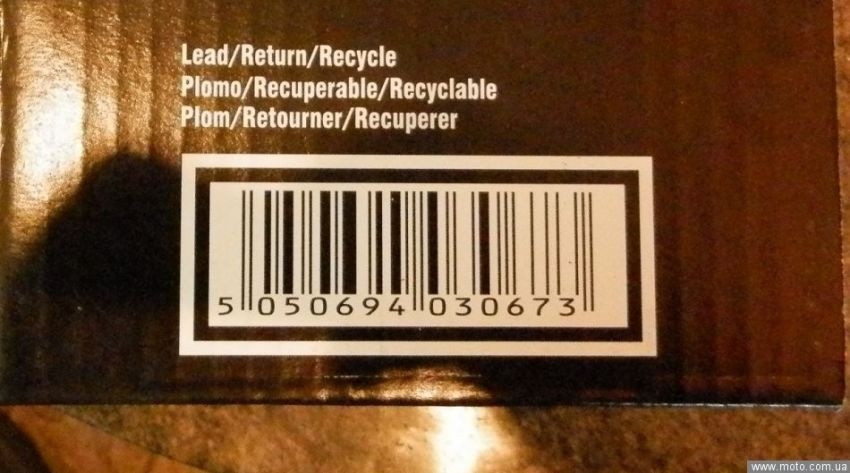 Lead/Return/Recycle
Plomo/Recuperable/Recyclable
Plom/Retourner/Recuperer
5 050694 030673
www.moto.com.ua